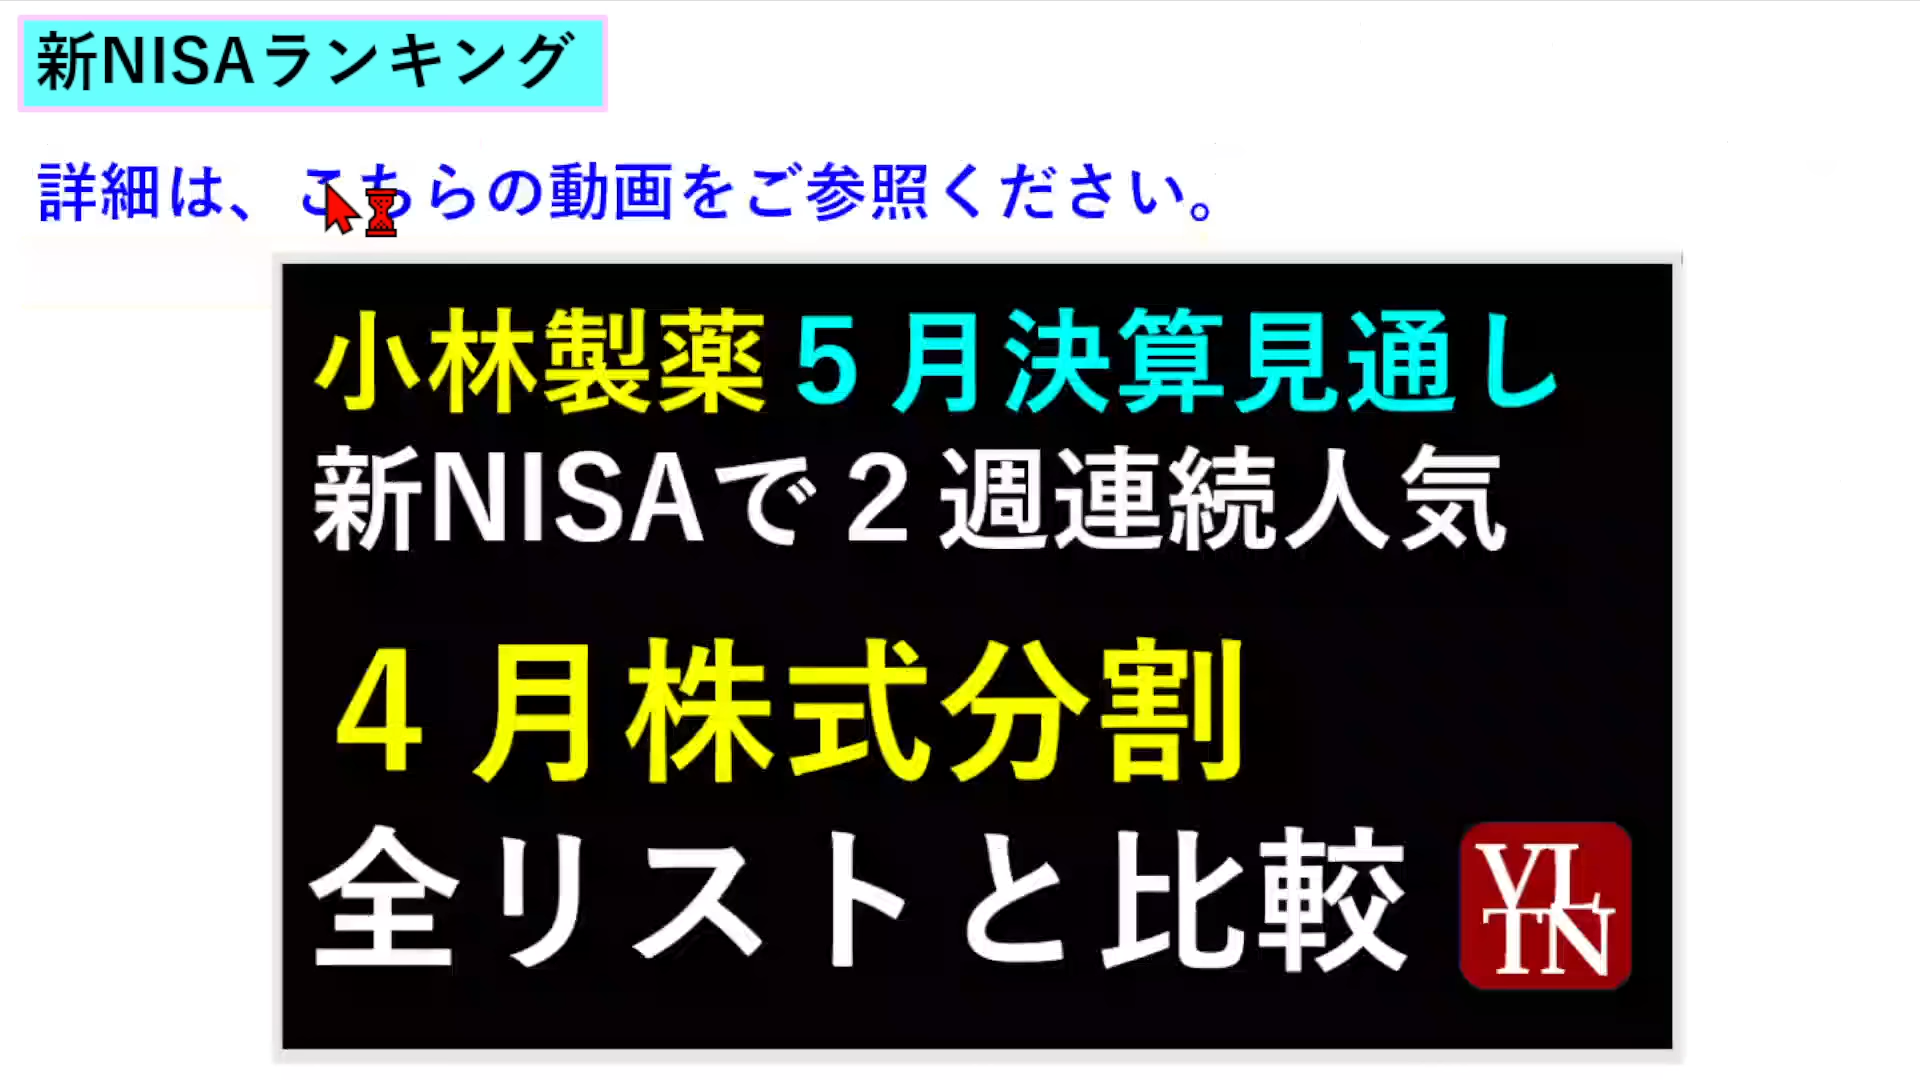 新NISAランキング
詳細は、こちらの動画をご参照ください。
小林製薬５月決算見通し
新NISAで２週連続人気
４月株式分割
全リストと比較
VL
TN